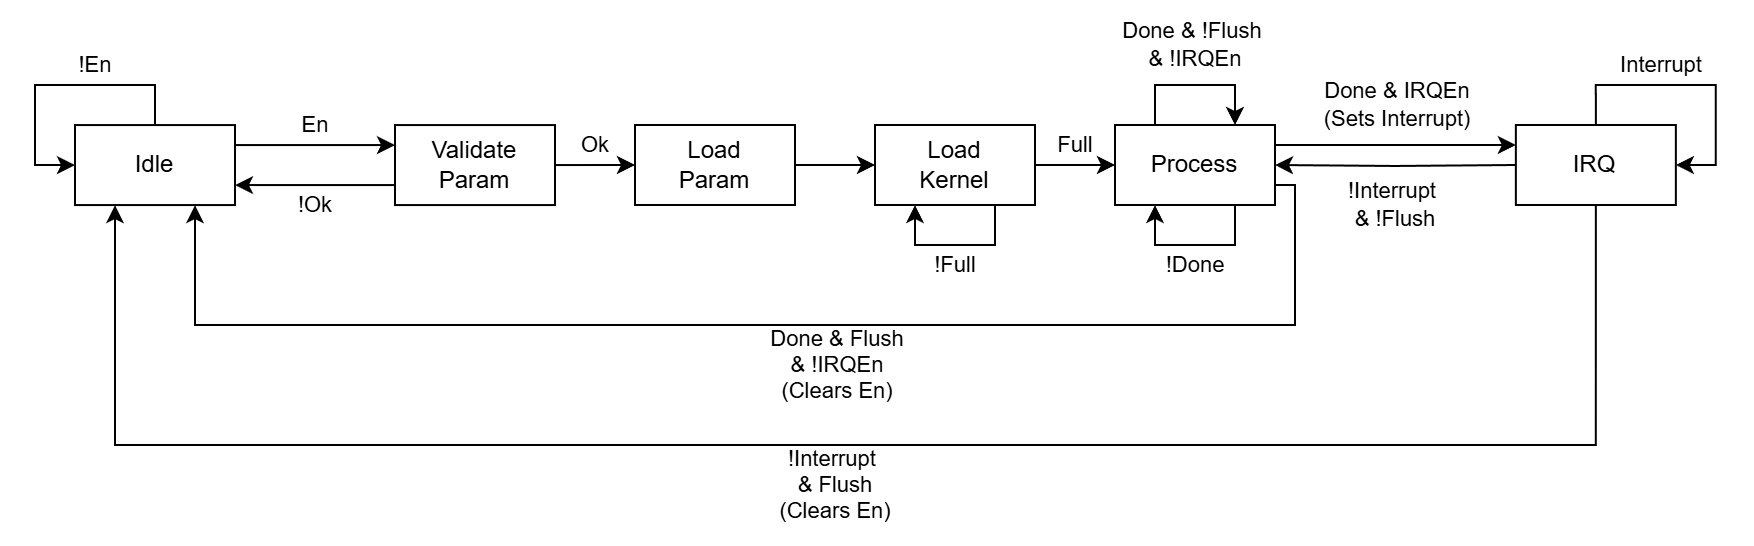 Done & !Flush
& !IRQEn
!En
Interrupt
Done & IRQEn
(Sets Interrupt)
En
Ok
Full
Idle
Validate
Param
Load
Param
Load
Kernel
Process
IRQ
!Ok
!Interrupt
& !Flush
!Full
!Done
Done & Flush
& !IRQEn
(Clears En)
!Interrupt
& Flush
(Clears En)